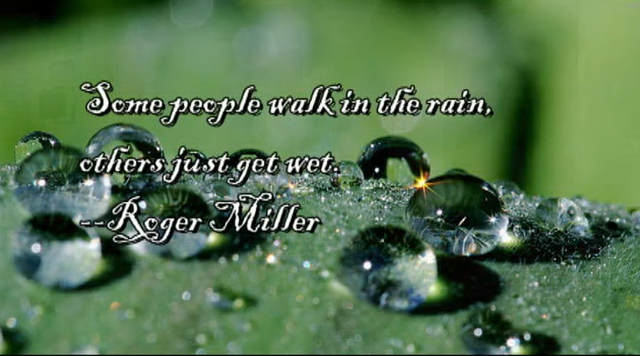 Some people walk in the rain,
others just get wet.
--Roger Miller